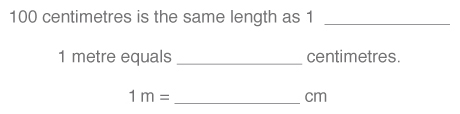 100 centimetres is the same length as 1 ______________
1 metre equals ______________ centimetres.
1 m = ______________ cm